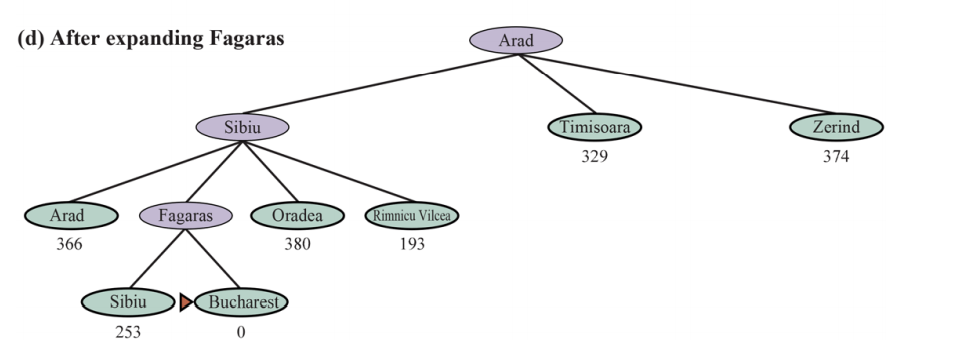 (d) After expanding Fagaras
Arad
Sibiu
Timisoara
Zerind
329
374
Arad
Fagaras
Oradea
Rimnicu Vilcea
366
380
193
Sibiu
Bucharest
253
0